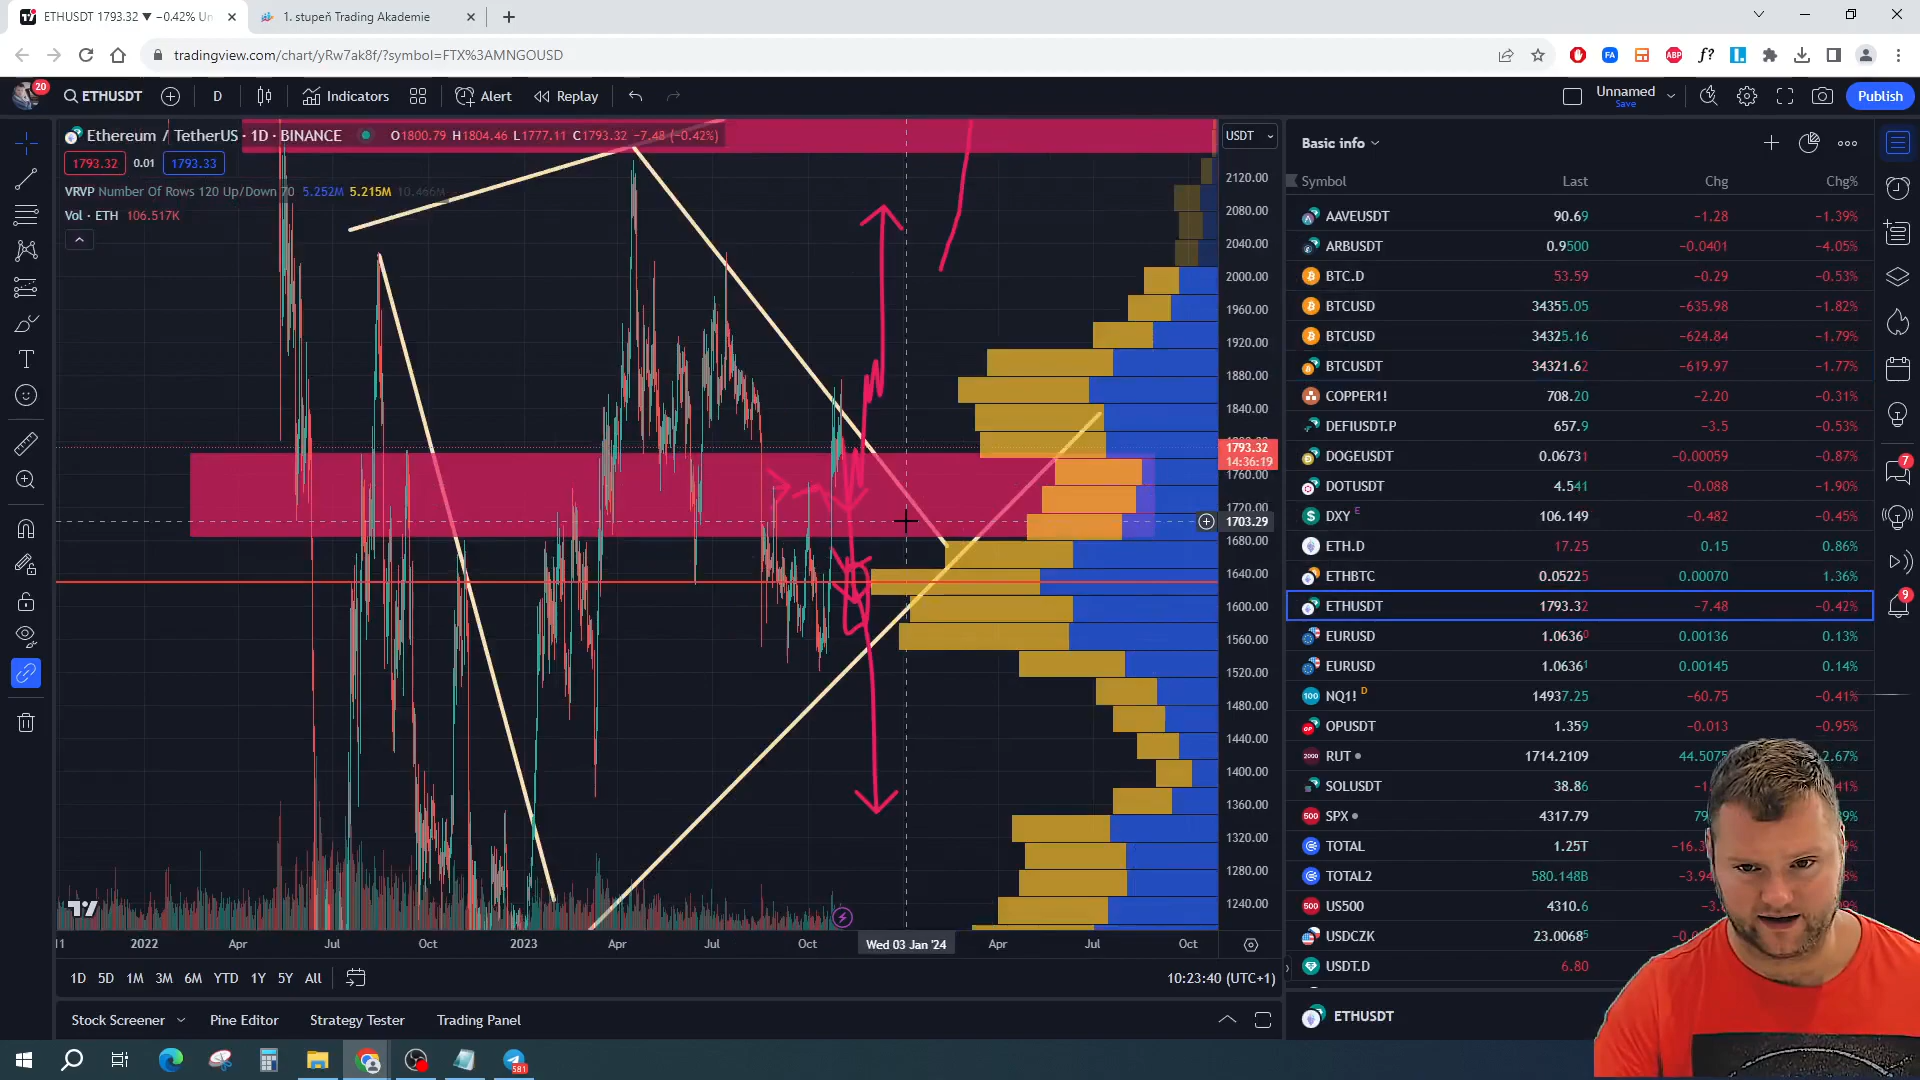 ETHUSDT 1793.32 ▼ −0.42% Un
1. stupeň Trading Akademie
tradingview.com/chart/yRw7ak8f/?symbol=FTX%3AMNGOUSD
20
ETHUSDT
D
Indicators
Alert
Replay
Unnamed
Save
Publish
Ethereum / TetherUS · 1D · BINANCE
O1800.79 H1804.46 L1777.11 C1793.32 −7.48 (−0.42%)
1793.32
0.01
1793.33
VRVP Number Of Rows 120 Up/Down 70 5.252M 5.215M 10.466M
Vol · ETH 106.517K
USDT
2120.00
2080.00
2040.00
2000.00
1960.00
1920.00
1880.00
1840.00
1793.32
14:36:19
1760.00
1720.00
1703.29
1680.00
1640.00
1600.00
1560.00
1520.00
1480.00
1440.00
1400.00
1360.00
1320.00
1280.00
1240.00
11 2022 Apr Jul Oct 2023 Apr Jul Oct Wed 03 Jan '24 Apr Jul Oct
1D 5D 1M 3M 6M YTD 1Y 5Y All
10:23:40 (UTC+1)
Stock Screener Pine Editor Strategy Tester Trading Panel
Basic info
Symbol Last Chg Chg%
AAVEUSDT 90.69 −1.28 −1.39%
ARBUSDT 0.9500 −0.0401 −4.05%
BTC.D 53.59 −0.29 −0.53%
BTCUSD 34355.05 −635.98 −1.82%
BTCUSD 34325.16 −624.84 −1.79%
BTCUSDT 34321.62 −619.97 −1.77%
COPPER1! 708.20 −2.20 −0.31%
DEFIUSDT.P 657.9 −3.5 −0.53%
DOGEUSDT 0.06731 −0.00059 −0.87%
DOTUSDT 4.541 −0.088 −1.90%
DXY E 106.149 −0.482 −0.45%
ETH.D 17.25 0.15 0.86%
ETHBTC 0.05225 0.00070 1.36%
ETHUSDT 1793.32 −7.48 −0.42%
EURUSD 1.06360 0.00136 0.13%
EURUSD 1.06361 0.00145 0.14%
NQ1! D 14937.25 −60.75 −0.41%
OPUSDT 1.359 −0.013 −0.95%
RUT 1714.2109 44.5075 2.67%
SOLUSDT 38.86
SPX 4317.79
TOTAL 1.25T
TOTAL2 580.148B
US500 4310.6
USDCZK 23.00685
USDT.D 6.80
ETHUSDT
7
9
581